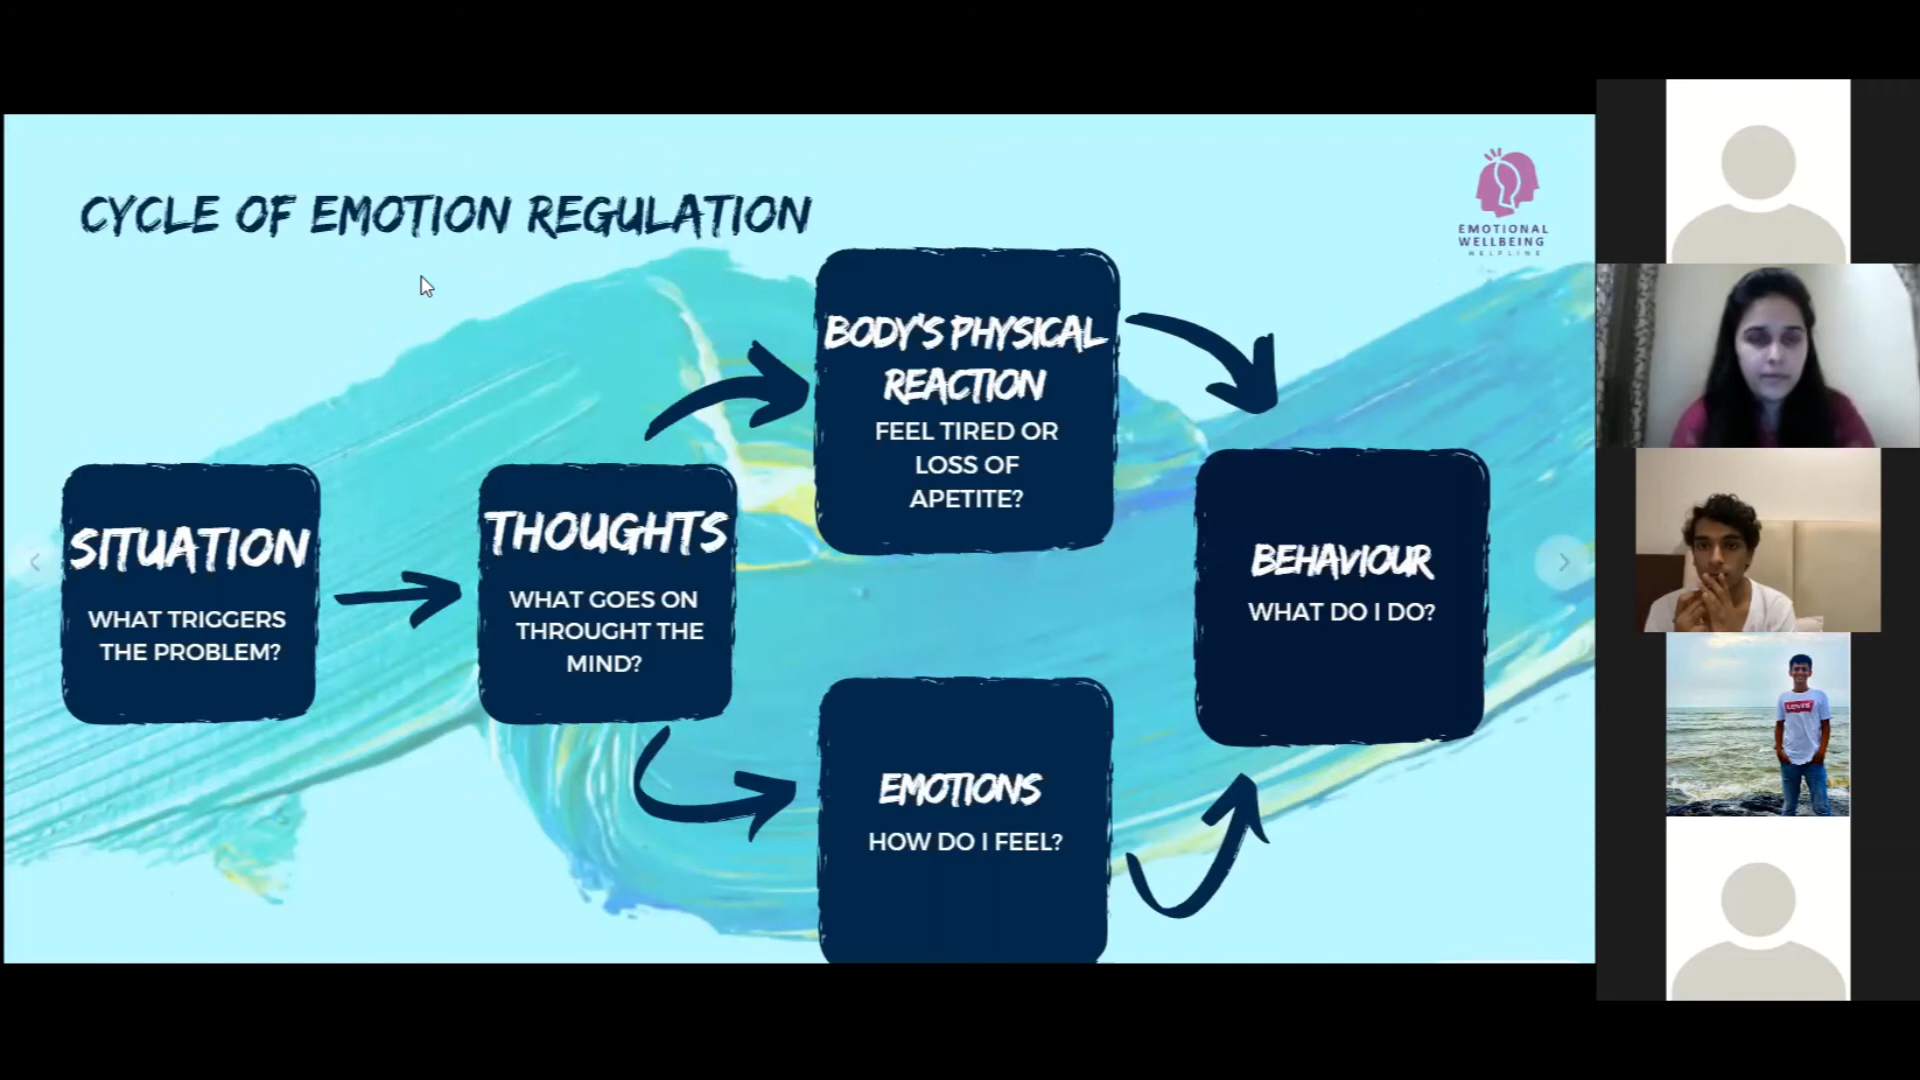 CYCLE OF EMOTION REGULATION
EMOTIONAL
WELLBEING
HELPLINE
SITUATION
WHAT TRIGGERS
THE PROBLEM?
THOUGHTS
WHAT GOES ON
THROUGHT THE
MIND?
BODY'S PHYSICAL
REACTION
FEEL TIRED OR
LOSS OF
APETITE?
EMOTIONS
HOW DO I FEEL?
BEHAVIOUR
WHAT DO I DO?
Levi's